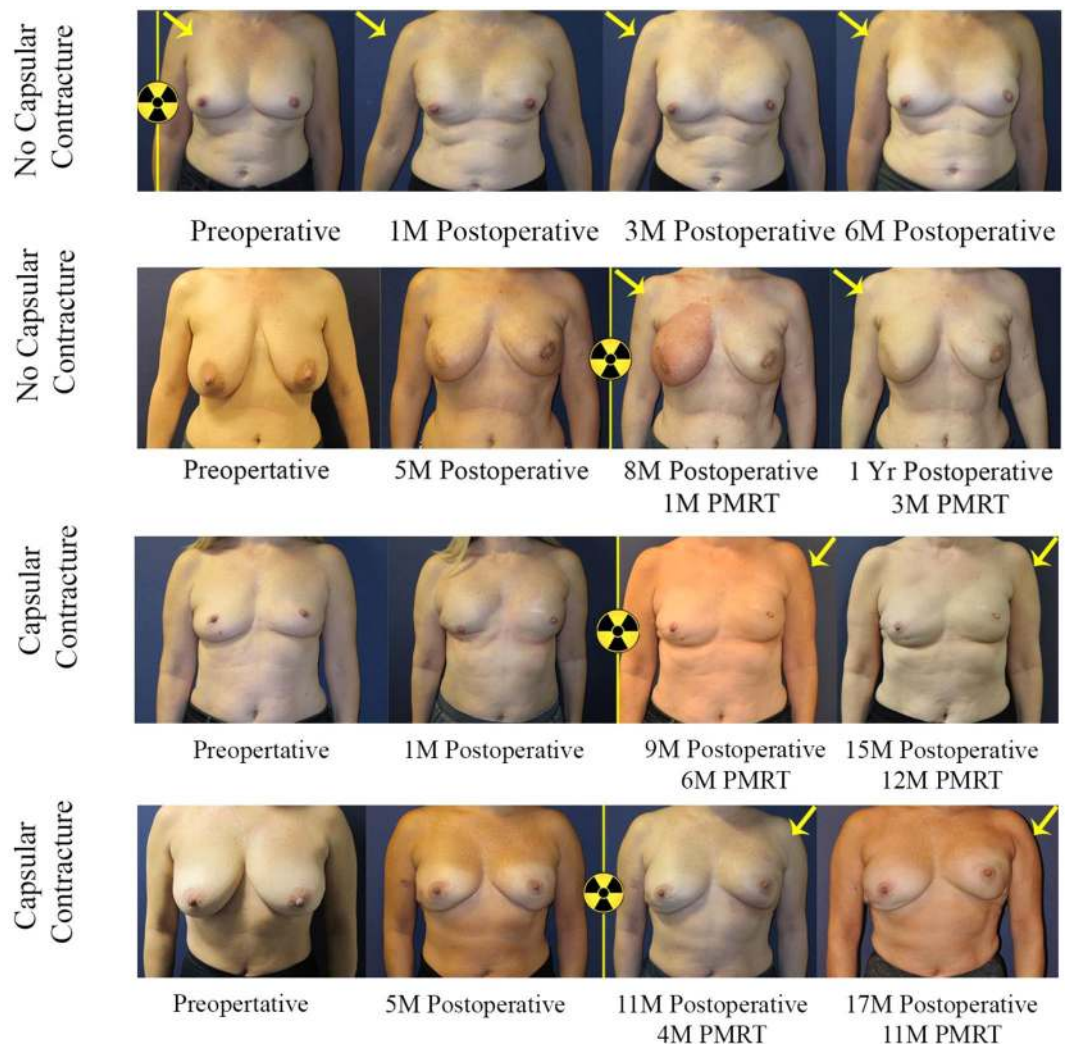 No Capsular
Contracture
Preoperative
1M Postoperative
3M Postoperative
6M Postoperative
No Capsular
Contracture
Preopertative
5M Postoperative
8M Postoperative
1M PMRT
1 Yr Postoperative
3M PMRT
Capsular
Contracture
Preopertative
1M Postoperative
9M Postoperative
6M PMRT
15M Postoperative
12M PMRT
Capsular
Contracture
Preopertative
5M Postoperative
11M Postoperative
4M PMRT
17M Postoperative
11M PMRT